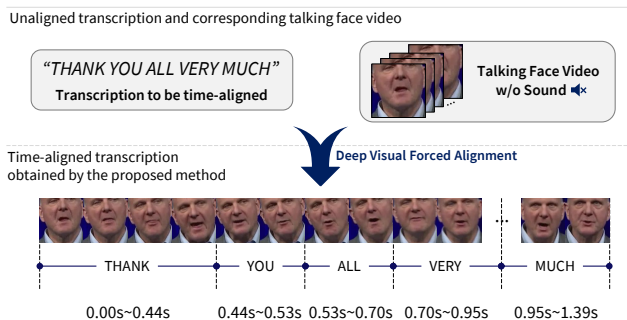 Unaligned transcription and corresponding talking face video
“THANK YOU ALL VERY MUCH”
Transcription to be time-aligned
Talking Face Video
w/o Sound
...
Deep Visual Forced Alignment
Time-aligned transcription
obtained by the proposed method
...
THANK YOU ALL VERY MUCH
0.00s~0.44s 0.44s~0.53s 0.53s~0.70s 0.70s~0.95s 0.95s~1.39s